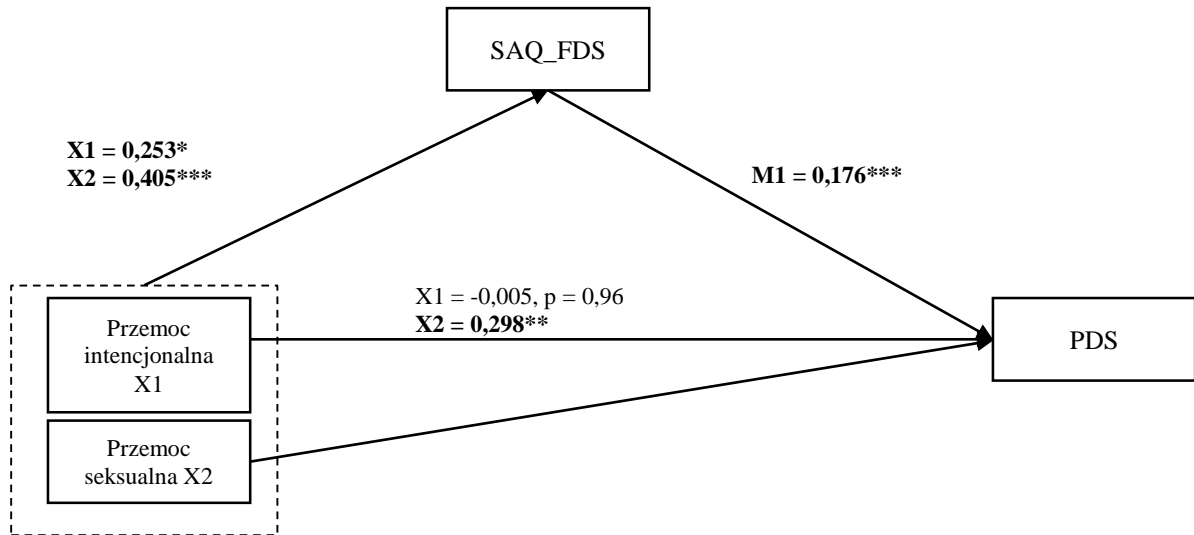 SAQ_FDS
X1 = 0,253*
X2 = 0,405***
M1 = 0,176***
X1 = -0,005, p = 0,96
X2 = 0,298**
Przemoc
intencjonalna
X1
PDS
Przemoc
seksualna X2